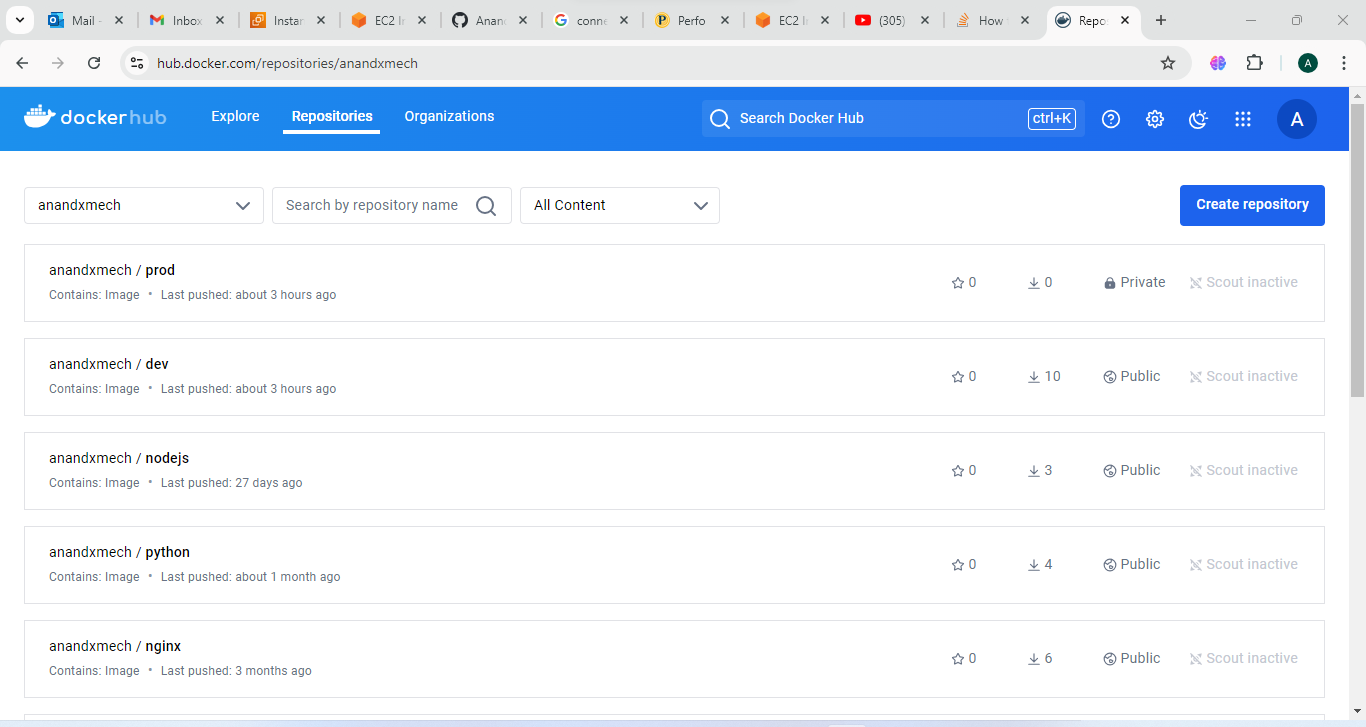 Mail - Inbox Instan EC2 In Anand conne Perfo EC2 In (305) How Repos
hub.docker.com/repositories/anandxmech A
dockerhub Explore Repositories Organizations Search Docker Hub ctrl+K A
anandxmech Search by repository name All Content Create repository
anandxmech / prod
Contains: Image • Last pushed: about 3 hours ago 0 0 Private Scout inactive
anandxmech / dev
Contains: Image • Last pushed: about 3 hours ago 0 10 Public Scout inactive
anandxmech / nodejs
Contains: Image • Last pushed: 27 days ago 0 3 Public Scout inactive
anandxmech / python
Contains: Image • Last pushed: about 1 month ago 0 4 Public Scout inactive
anandxmech / nginx
Contains: Image • Last pushed: 3 months ago 0 6 Public Scout inactive